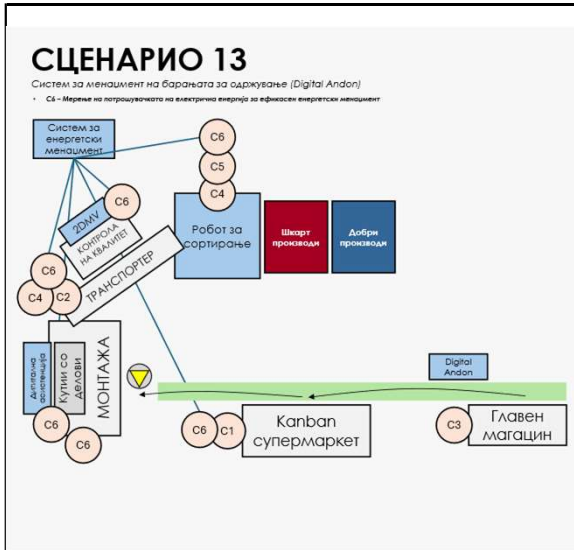 СЦЕНАРИО 13
Систем за менаџмент на барањата за одржување (Digital Andon)
• C6 – Мерење на потрошувачката на електрична енергија за ефикасен енергетски менаџмент
Систем за
енергетски
менаџмент
C6
C5
C4
C6
2DMV
КОНТРОЛА
НА КВАЛИТЕТ
ТРАНСПОРТЕР
Робот за
сортирање
Шкарт
производи
Добри
производи
C6
C4
C2
Дигитална
асистенција
Кутии со
делови
МОНТАЖА
C6
C6
Digital
Andon
C6
C1
Kanban
супермаркет
C3
Главен
магацин